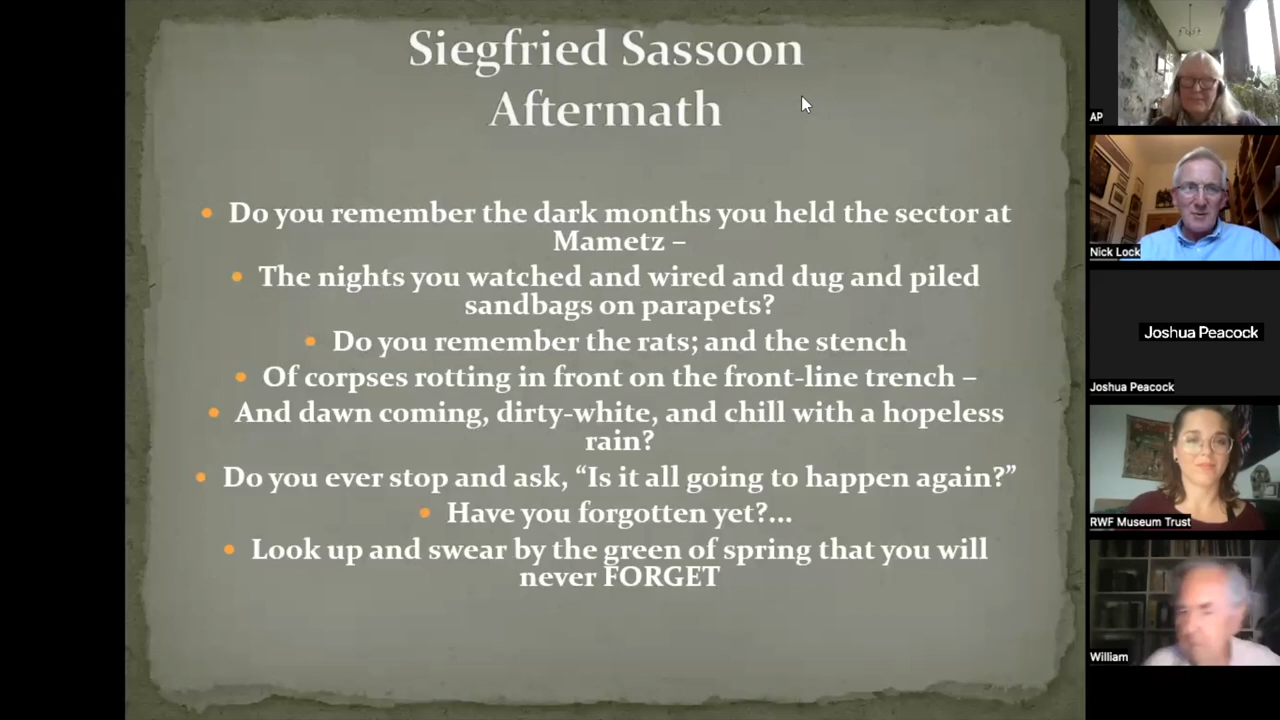 Siegfried Sassoon
Aftermath
Do you remember the dark months you held the sector at
Mametz –
The nights you watched and wired and dug and piled
sandbags on parapets?
Do you remember the rats; and the stench
Of corpses rotting in front on the front-line trench –
And dawn coming, dirty-white, and chill with a hopeless
rain?
Do you ever stop and ask, “Is it all going to happen again?”
Have you forgotten yet?...
Look up and swear by the green of spring that you will
never FORGET
AP
Nick Lock
Joshua Peacock
Joshua Peacock
RWF Museum Trust
William